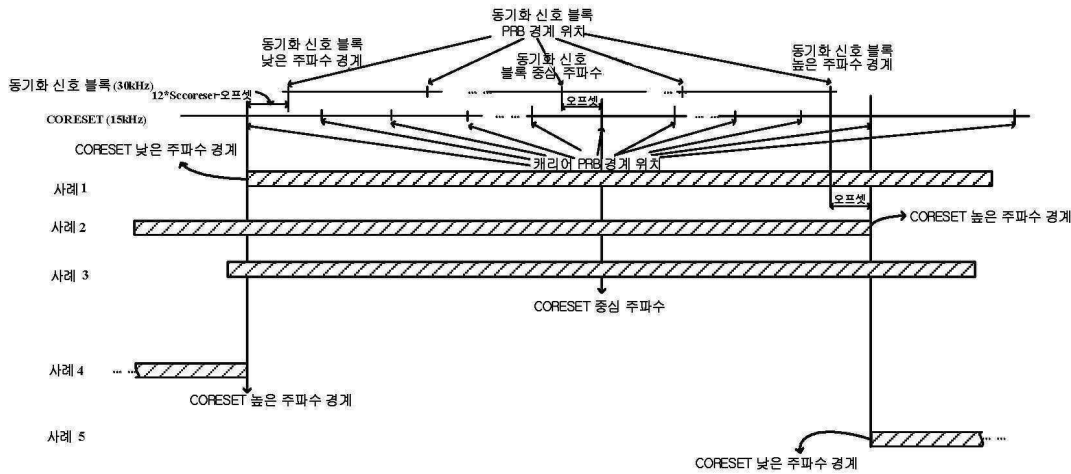 동기화 신호 블록
PRB 경계 위치
동기화 신호 블록
낮은 주파수 경계
동기화 신호
블록 중심 주파수
동기화 신호 블록
높은 주파수 경계
동기화 신호 블록(30kHz)
12*Sccoreset-오프셋
... ...
오프셋
... ...
CORESET (15kHz)
... ...
... ...
CORESET 낮은 주파수 경계
캐리어 PRB 경계 위치
사례 1
오프셋
사례 2
CORESET 높은 주파수 경계
사례 3
CORESET 중심 주파수
사례 4
... ...
CORESET 높은 주파수 경계
사례 5
... ...
CORESET 낮은 주파수 경계